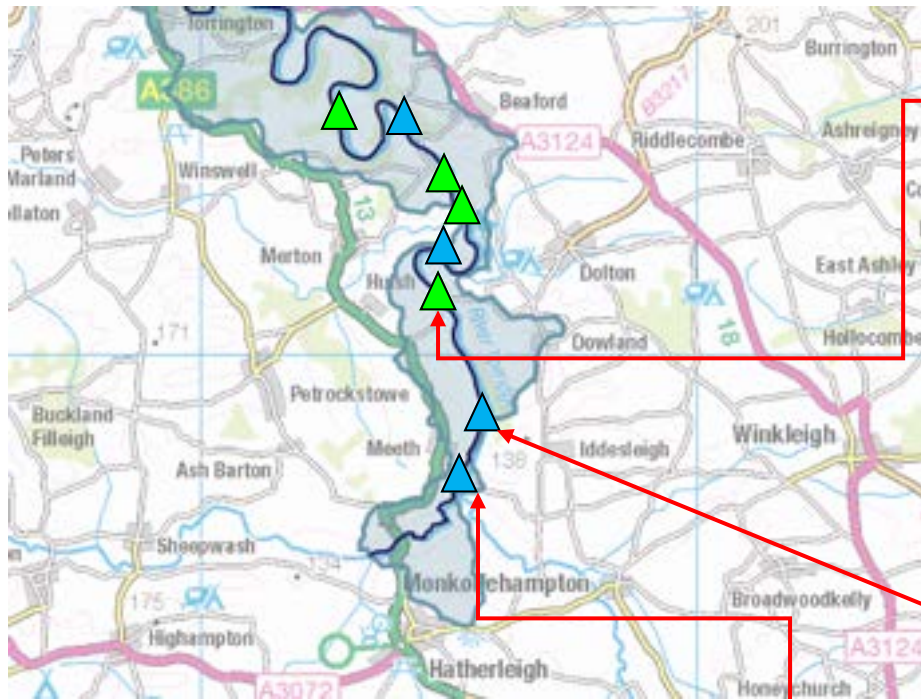 Torrington
201
Burrington
A386
B3217
Beaford
A3124
Riddlecombe
Ashreigney
Peters
Marland
Winswell
13
Merton
Dolton
East Ashley
Huish
River
18
171
Dowland
Hollocombe
Petrockstowe
Buckland
Filleigh
Meeth
138
Iddesleigh
Winkleigh
Ash Barton
Sheepwash
134
Monkokehampton
175
Broadwoodkelly
Highampton
A3124
Hatherleigh
A3072
Honeychurch